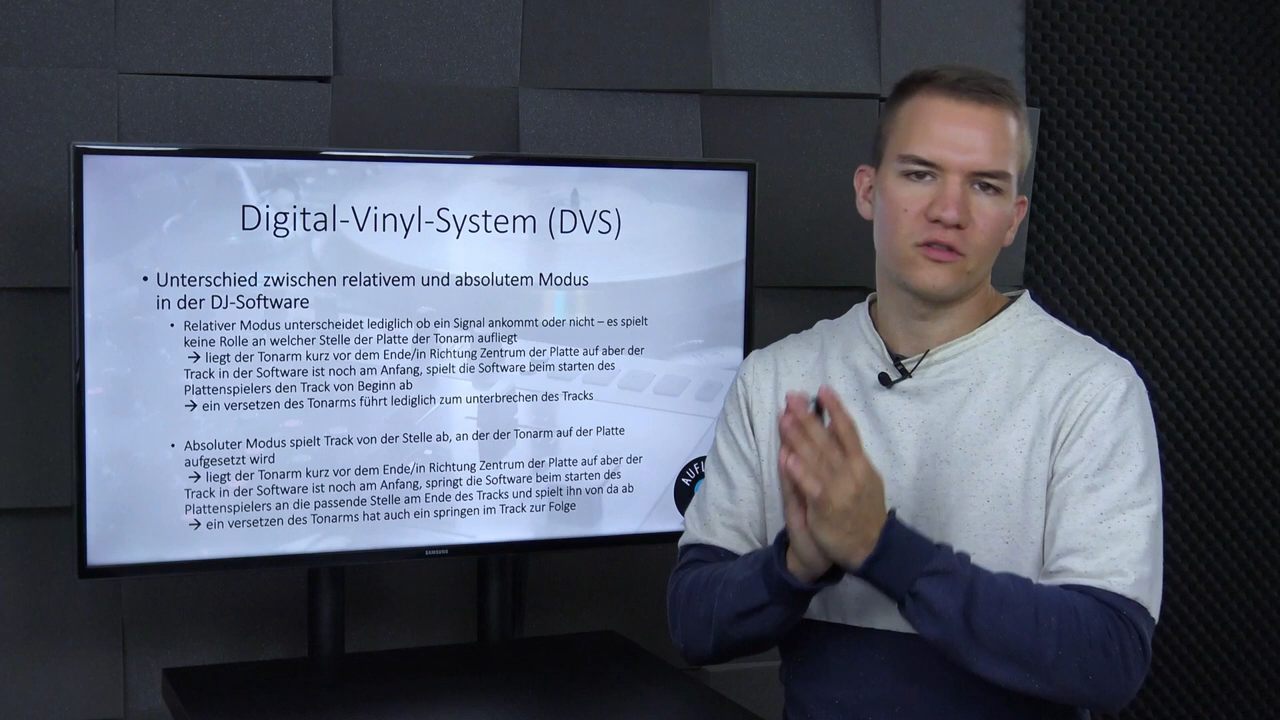 Digital-Vinyl-System (DVS)
• Unterschied zwischen relativem und absolutem Modus
in der DJ-Software
• Relativer Modus unterscheidet lediglich ob ein Signal ankommt oder nicht – es spielt
keine Rolle an welcher Stelle der Platte der Tonarm aufliegt
→ liegt der Tonarm kurz vor dem Ende/in Richtung Zentrum der Platte auf aber der
Track in der Software ist noch am Anfang, spielt die Software beim starten des
Plattenspielers den Track von Beginn ab
→ ein versetzen des Tonarms führt lediglich zum unterbrechen des Tracks
• Absoluter Modus spielt Track von der Stelle ab, an der der Tonarm auf der Platte
aufgesetzt wird
→ liegt der Tonarm kurz vor dem Ende/in Richtung Zentrum der Platte auf aber der
Track in der Software ist noch am Anfang, springt die Software beim starten des
Plattenspielers an die passende Stelle am Ende des Tracks und spielt ihn von da ab
→ ein versetzen des Tonarms hat auch ein springen im Track zur Folge
SAMSUNG